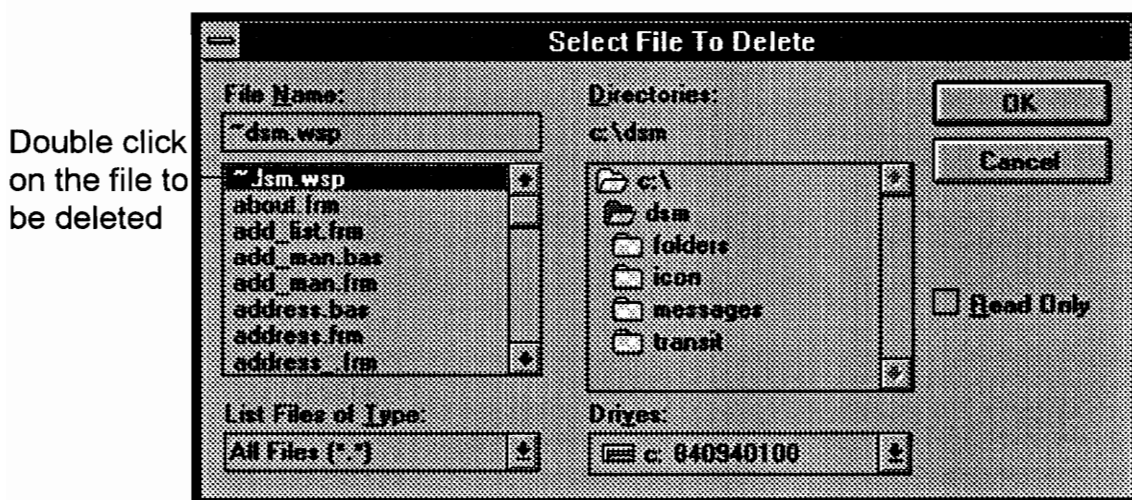 Select File To Delete
Double click
on the file to
be deleted
File Name:
~dsm.wsp
~dsm.wsp
about.frm
add_list.frm
add_man.bas
add_man.frm
address.bas
address.frm
address_.frm
List Files of Type:
All Files (*.*)
Directories:
c:\dsm
c:\
dsm
folders
icon
messages
transit
Drives:
c: 840940100
OK
Cancel
Read Only